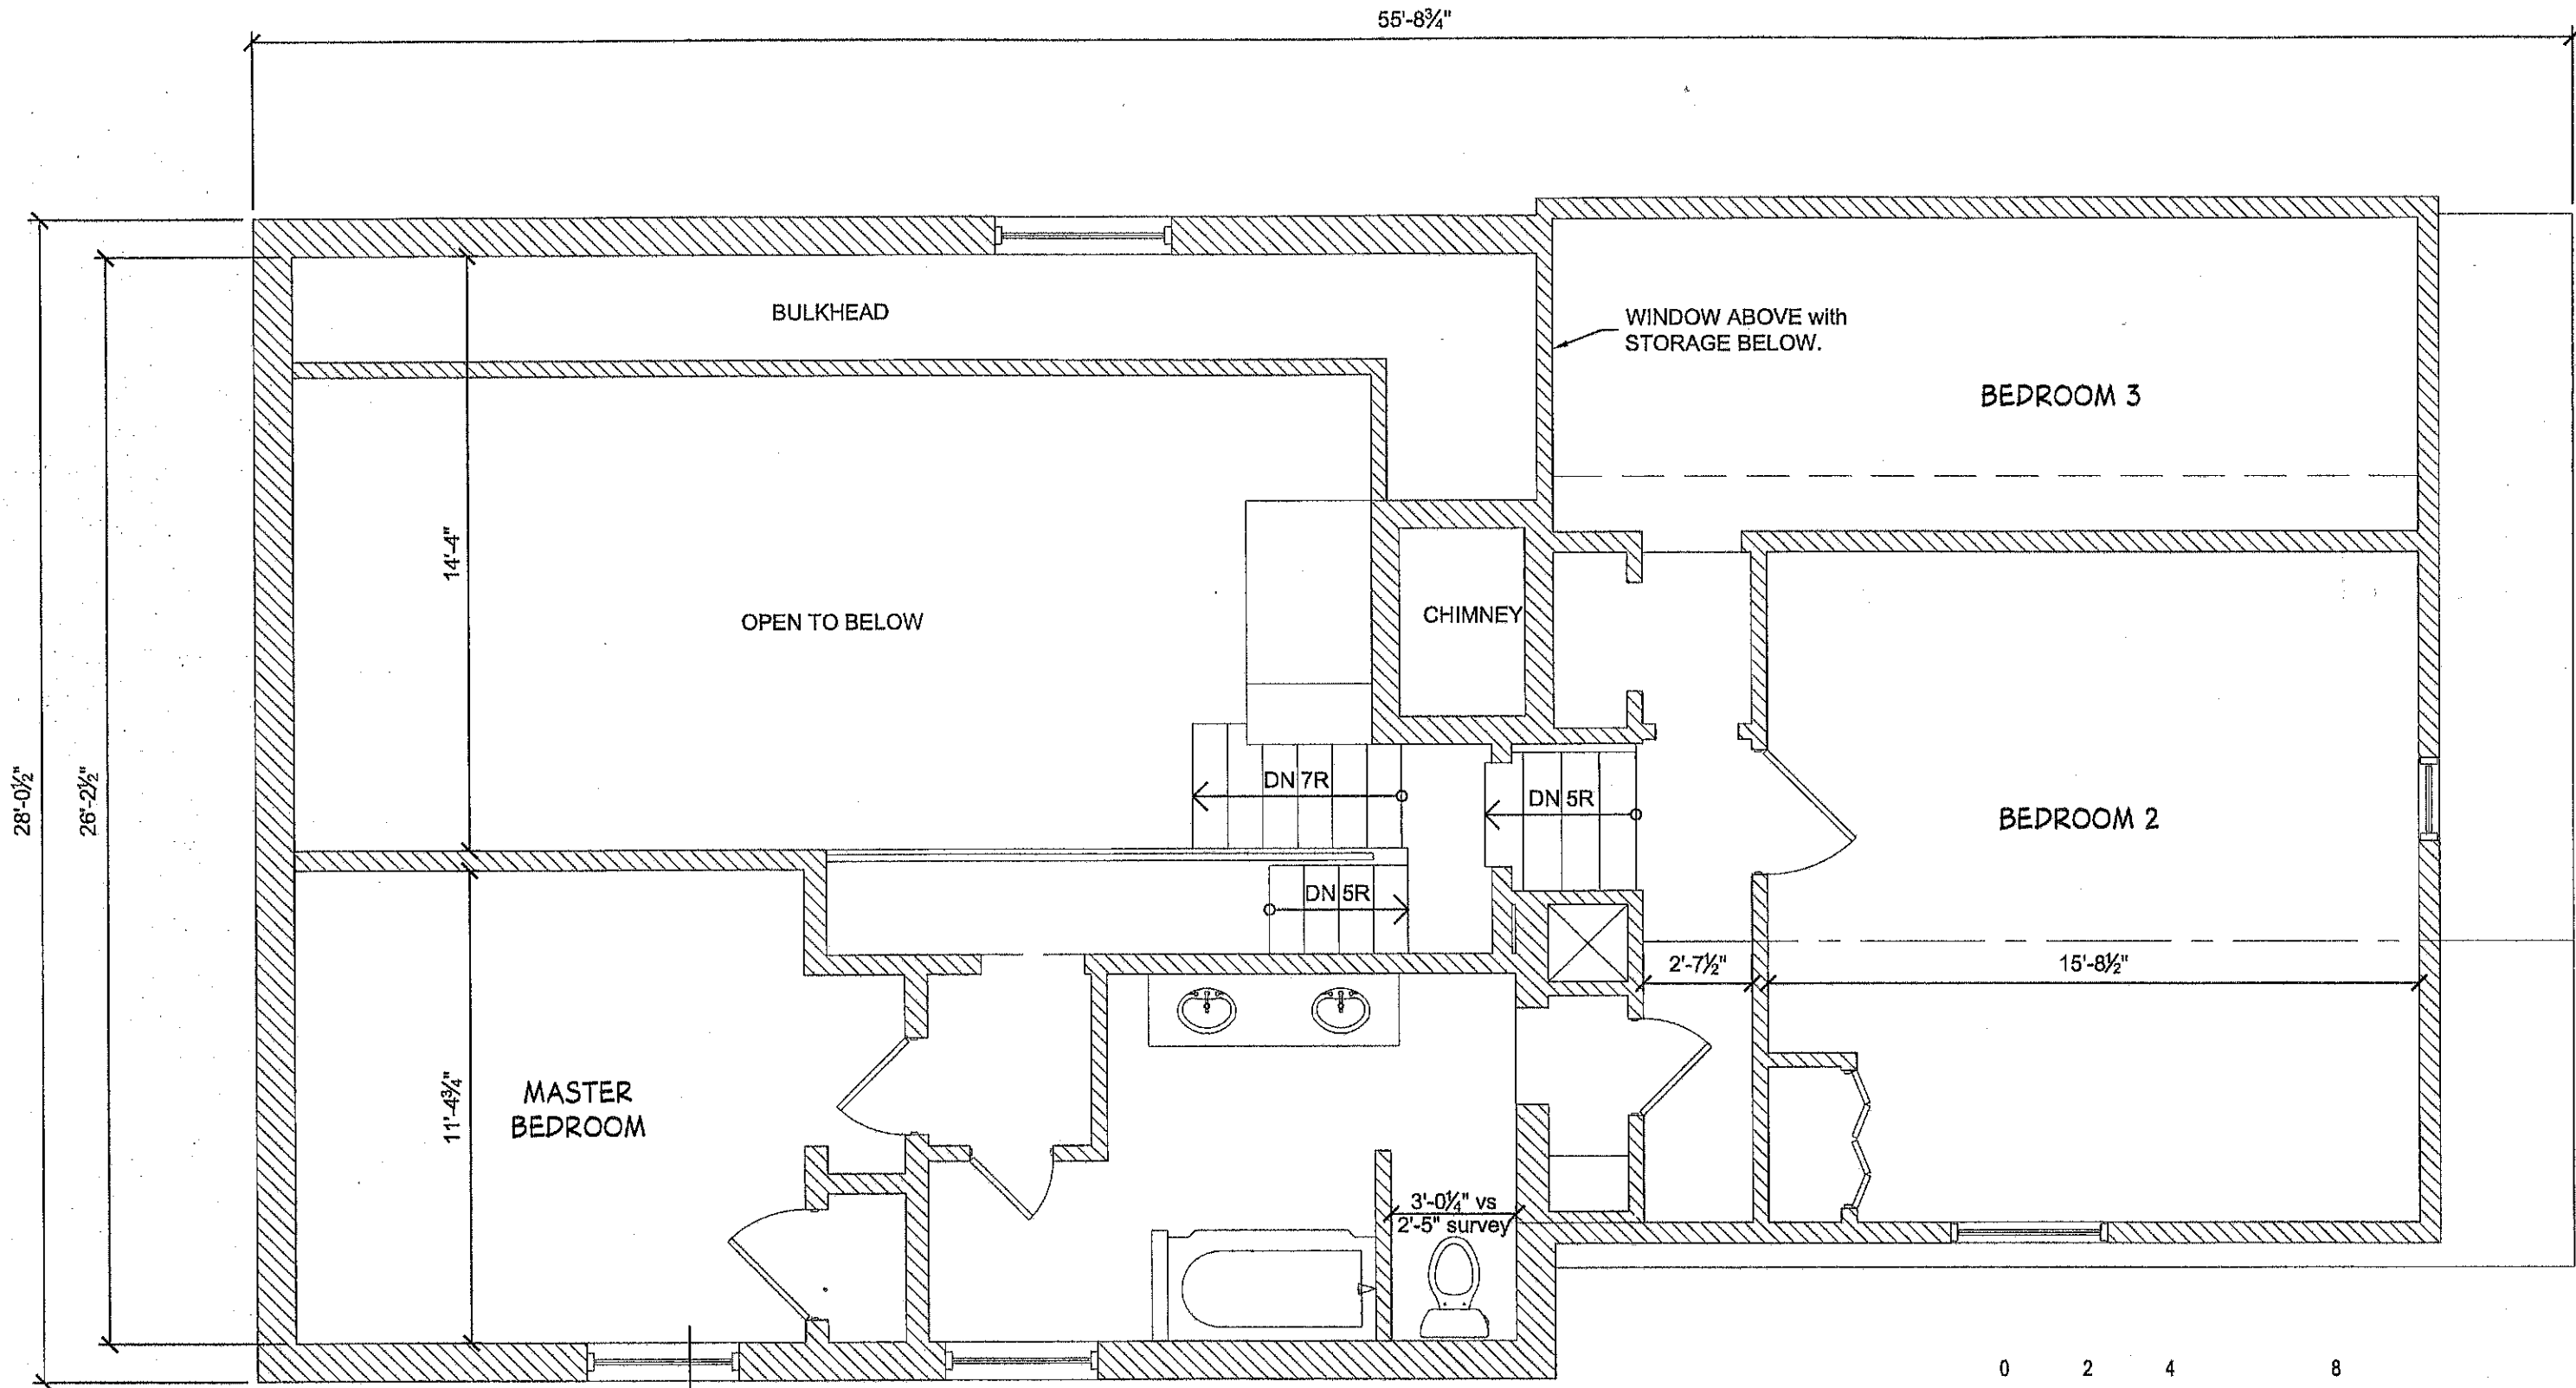 55'-8¾"
BULKHEAD
WINDOW ABOVE with
STORAGE BELOW.
BEDROOM 3
14'-4"
OPEN TO BELOW
CHIMNEY
28'-0½"
26'-2½"
DN 7R
DN 5R
BEDROOM 2
DN 5R
2'-7½"
15'-8½"
MASTER
BEDROOM
11'-4¾"
3'-0¼" vs
2'-5" survey
0 2 4 8